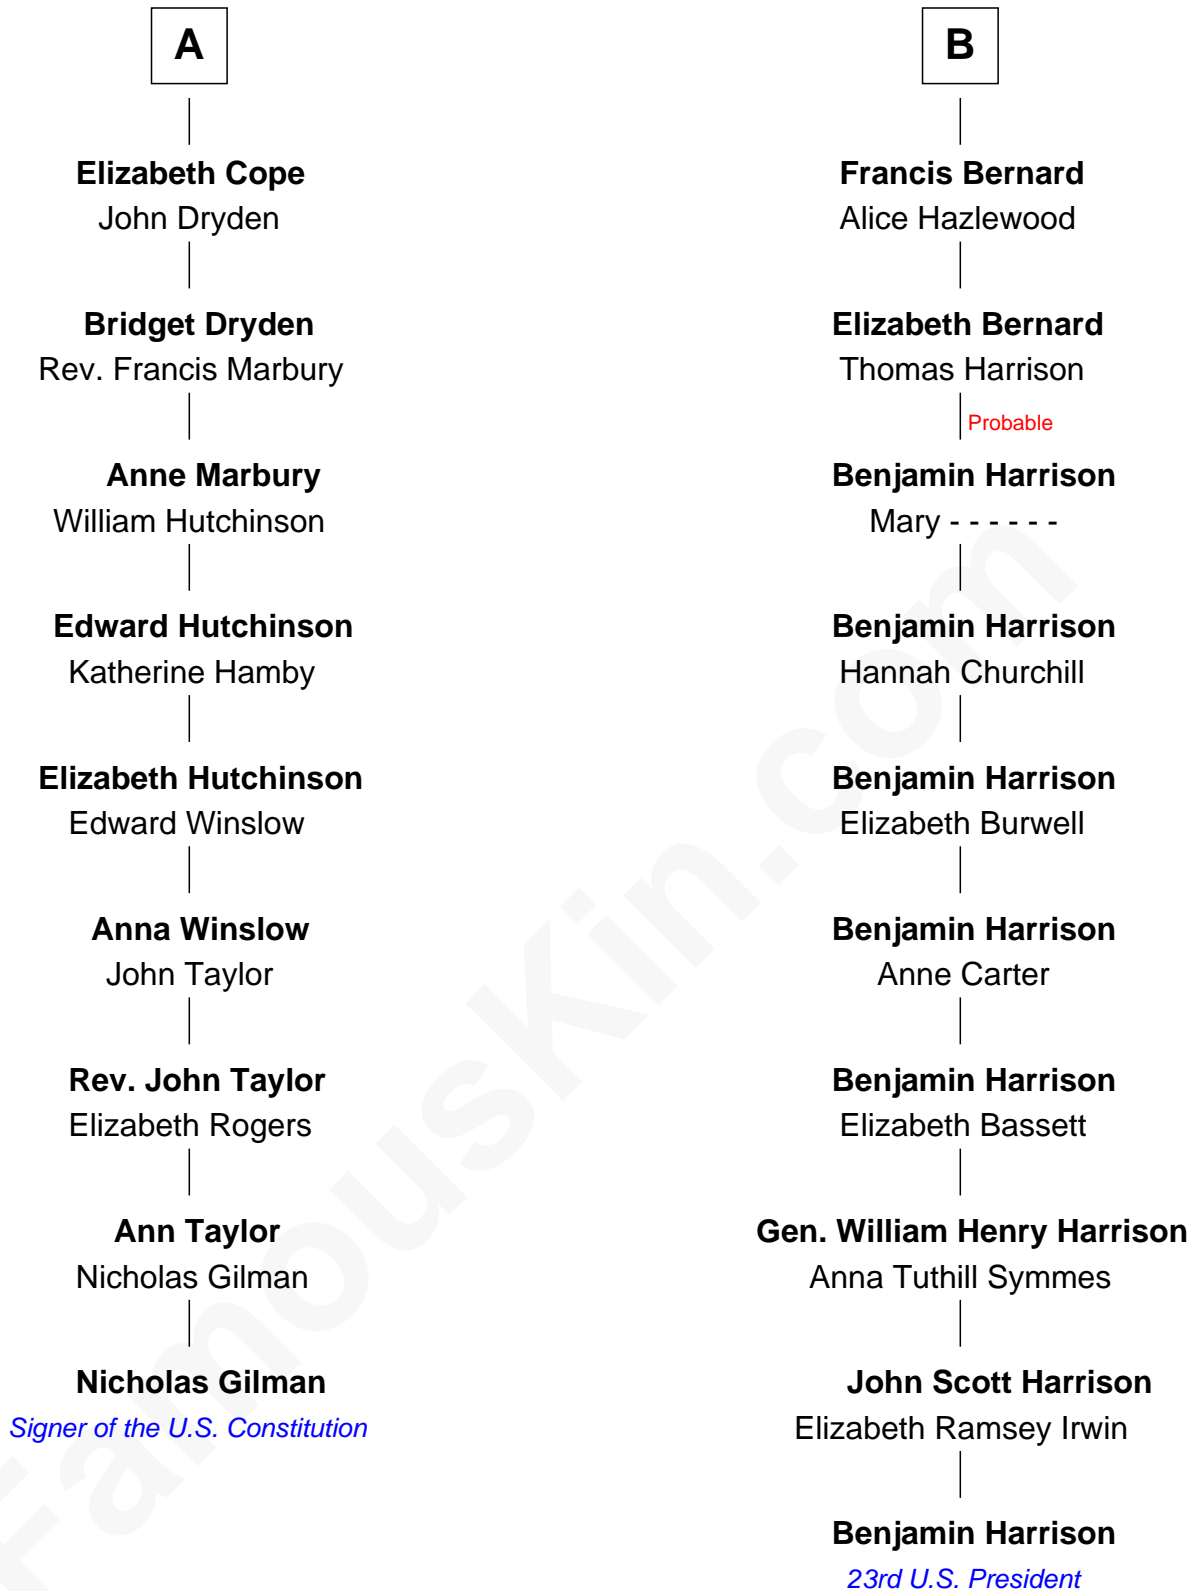 A
Elizabeth Cope
John Dryden
Bridget Dryden
Rev. Francis Marbury
Anne Marbury
William Hutchinson
Edward Hutchinson
Katherine Hamby
Elizabeth Hutchinson
Edward Winslow
Anna Winslow
John Taylor
Rev. John Taylor
Elizabeth Rogers
Ann Taylor
Nicholas Gilman
Nicholas Gilman
Signer of the U.S. Constitution
B
Francis Bernard
Alice Hazlewood
Elizabeth Bernard
Thomas Harrison
Probable
Benjamin Harrison
Mary - - - - - -
Benjamin Harrison
Hannah Churchill
Benjamin Harrison
Elizabeth Burwell
Benjamin Harrison
Anne Carter
Benjamin Harrison
Elizabeth Bassett
Gen. William Henry Harrison
Anna Tuthill Symmes
John Scott Harrison
Elizabeth Ramsey Irwin
Benjamin Harrison
23rd U.S. President
FamousKin.com